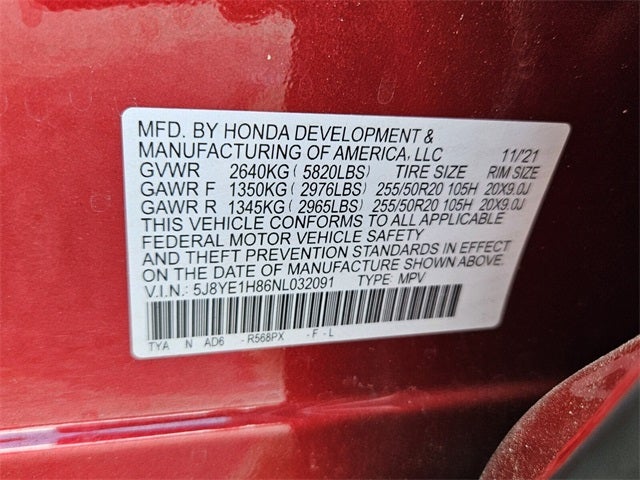 MFD. BY HONDA DEVELOPMENT &
MANUFACTURING OF AMERICA, LLC 11/'21
GVWR 2640KG ( 5820LBS) TIRE SIZE RIM SIZE
GAWR F 1350KG ( 2976LBS) 255/50R20 105H 20X9.0J
GAWR R 1345KG ( 2965LBS) 255/50R20 105H 20X9.0J
THIS VEHICLE CONFORMS TO ALL APPLICABLE
FEDERAL MOTOR VEHICLE SAFETY
AND THEFT PREVENTION STANDARDS IN EFFECT
ON THE DATE OF MANUFACTURE SHOWN ABOVE.
V.I.N.: 5J8YE1H86NL032091 TYPE: MPV
TYA N AD6 -R568PX -F-L